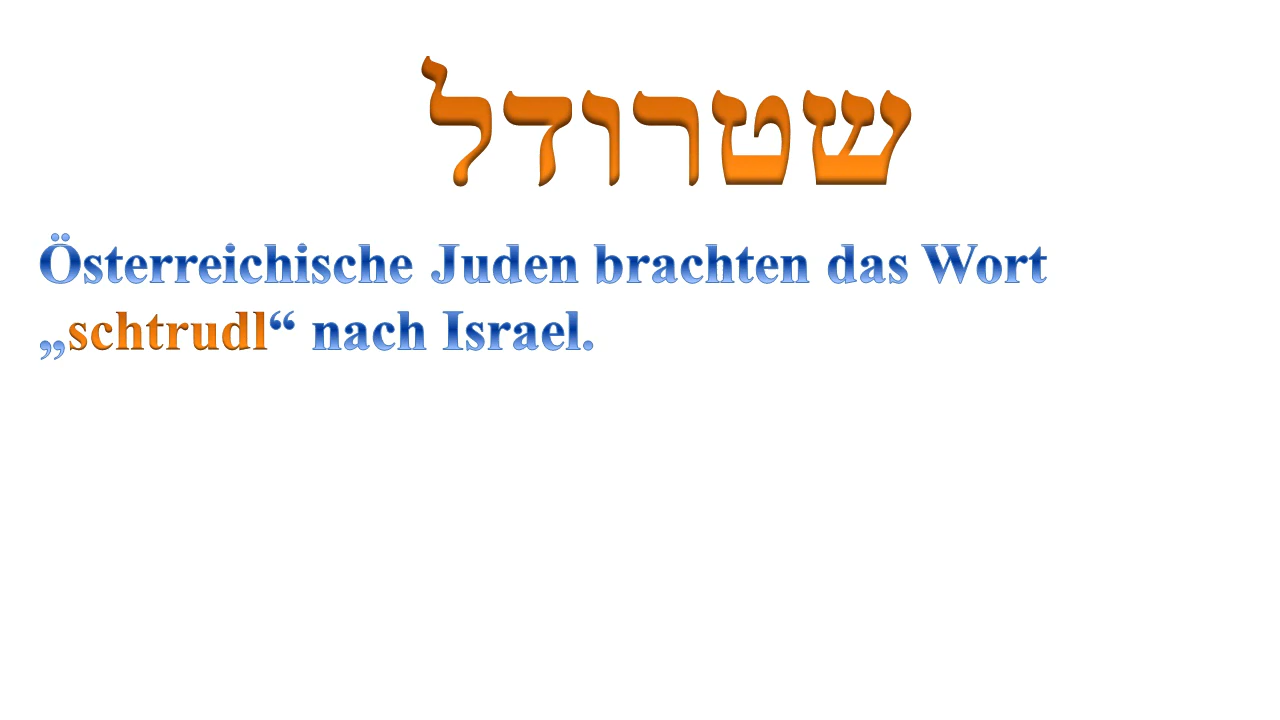 שטרודל
Österreichische Juden brachten das Wort
„schtrudl“ nach Israel.